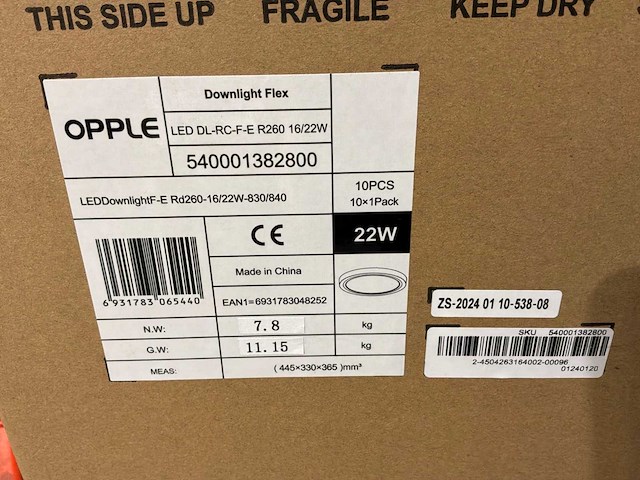 THIS SIDE UP
FRAGILE
KEEP DRY
OPPLE
Downlight Flex
LED DL-RC-F-E R260 16/22W
540001382800
LEDDownlightF-E Rd260-16/22W-830/840
10PCS
10×1Pack
CE
22W
Made in China
6 931783 065440
EAN1=6931783048252
N.W: 7.8 kg
G.W: 11.15 kg
MEAS: ( 445×330×365 )mm³
ZS-2024 01 10-538-08
SKU 540001382800
2-4504263164002-00096
01240120